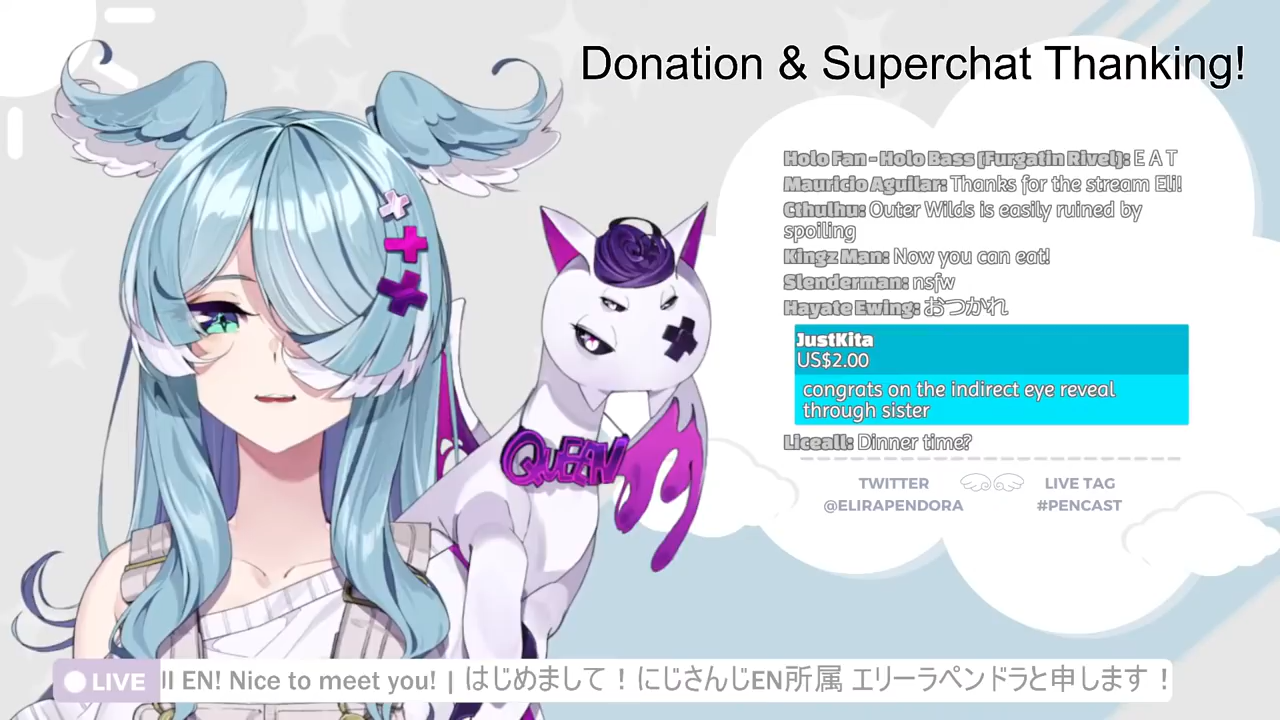 Donation & Superchat Thanking!
Holo Fan - Holo Bass (Furgatin Rivel): E A T
Mauricio Aguilar: Thanks for the stream Eli!
Cthulhu: Outer Wilds is easily ruined by
spoiling
Kingz Man: Now you can eat!
Slenderman: nsfw
Hayate Ewing: おつかれ
JustKita
US$2.00
congrats on the indirect eye reveal
through sister
Liceall: Dinner time?
TWITTER
@ELIRAPENDORA
LIVE TAG
#PENCAST
QUEEN
LIVE
EN! Nice to meet you! | はじめまして！にじさんじEN所属 エリーラペンドラと申します！